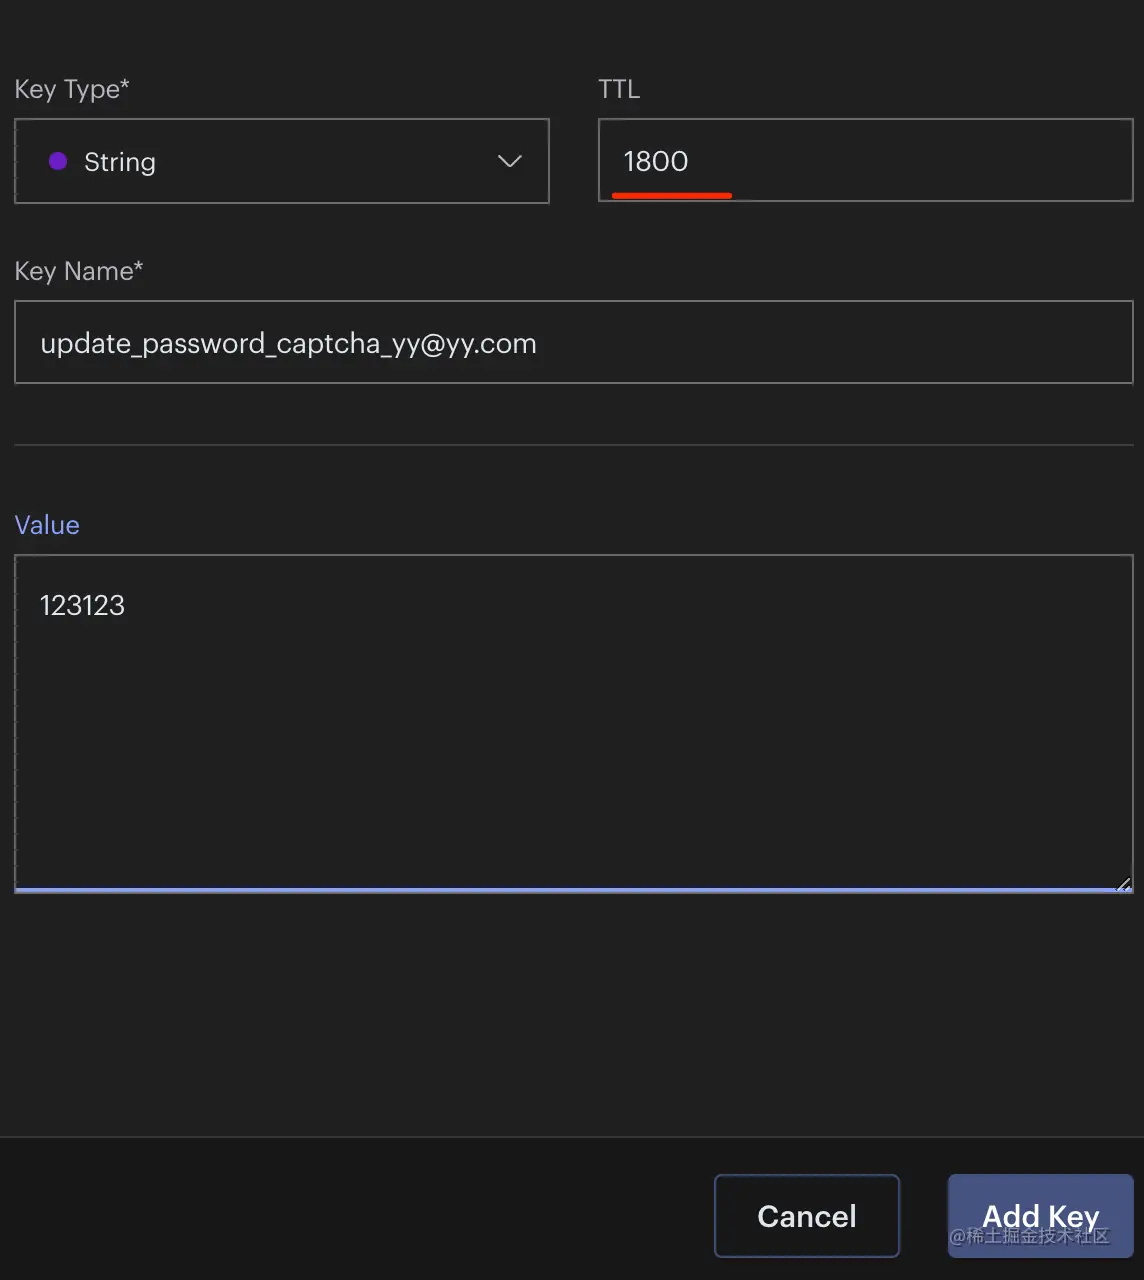 Key Type*
TTL
String
1800
Key Name*
update_password_captcha_yy@yy.com
Value
123123
Cancel
Add Key
@稀土掘金技术社区